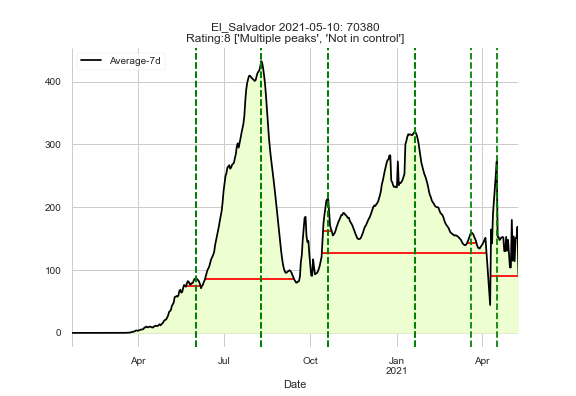 El_Salvador 2021-05-10: 70380
Rating:8 ['Multiple peaks', 'Not in control']
Average-7d
400
300
200
100
0
Apr
Jul
Oct
Jan
2021
Apr
Date